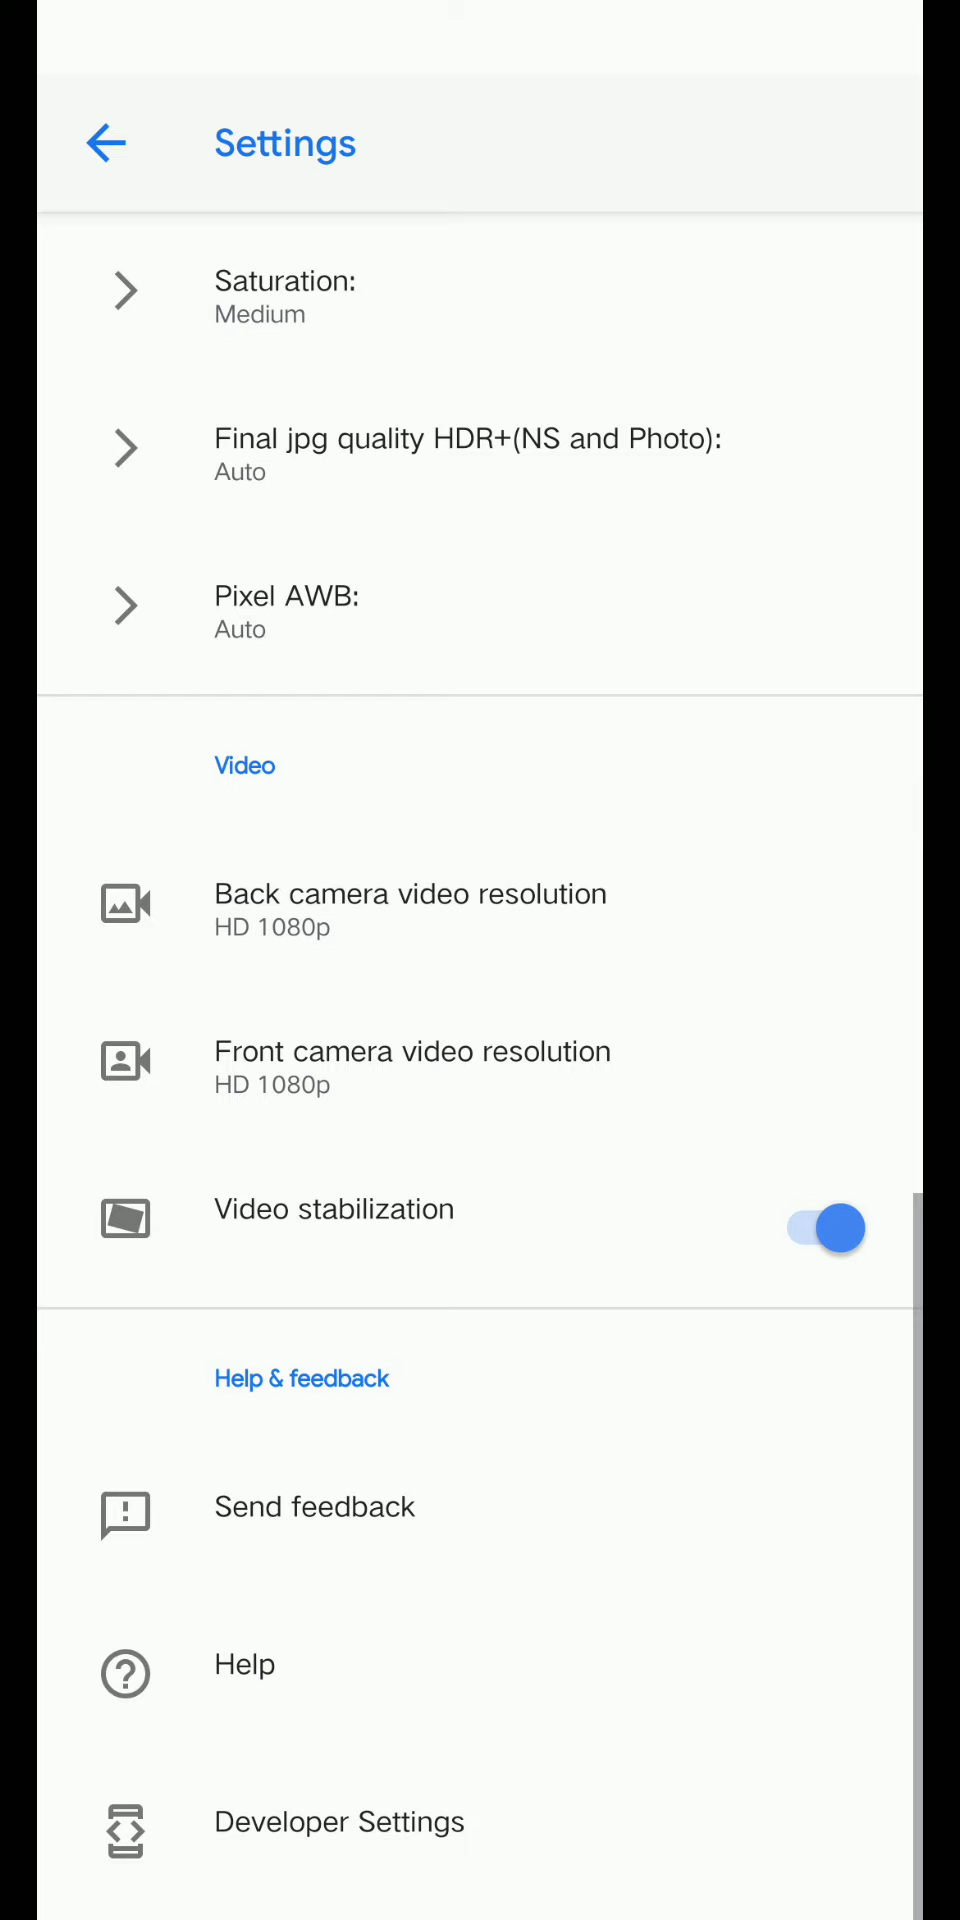 Settings
Saturation:
Medium
Final jpg quality HDR+(NS and Photo):
Auto
Pixel AWB:
Auto
Video
Back camera video resolution
HD 1080p
Front camera video resolution
HD 1080p
Video stabilization
Help & feedback
Send feedback
Help
Developer Settings